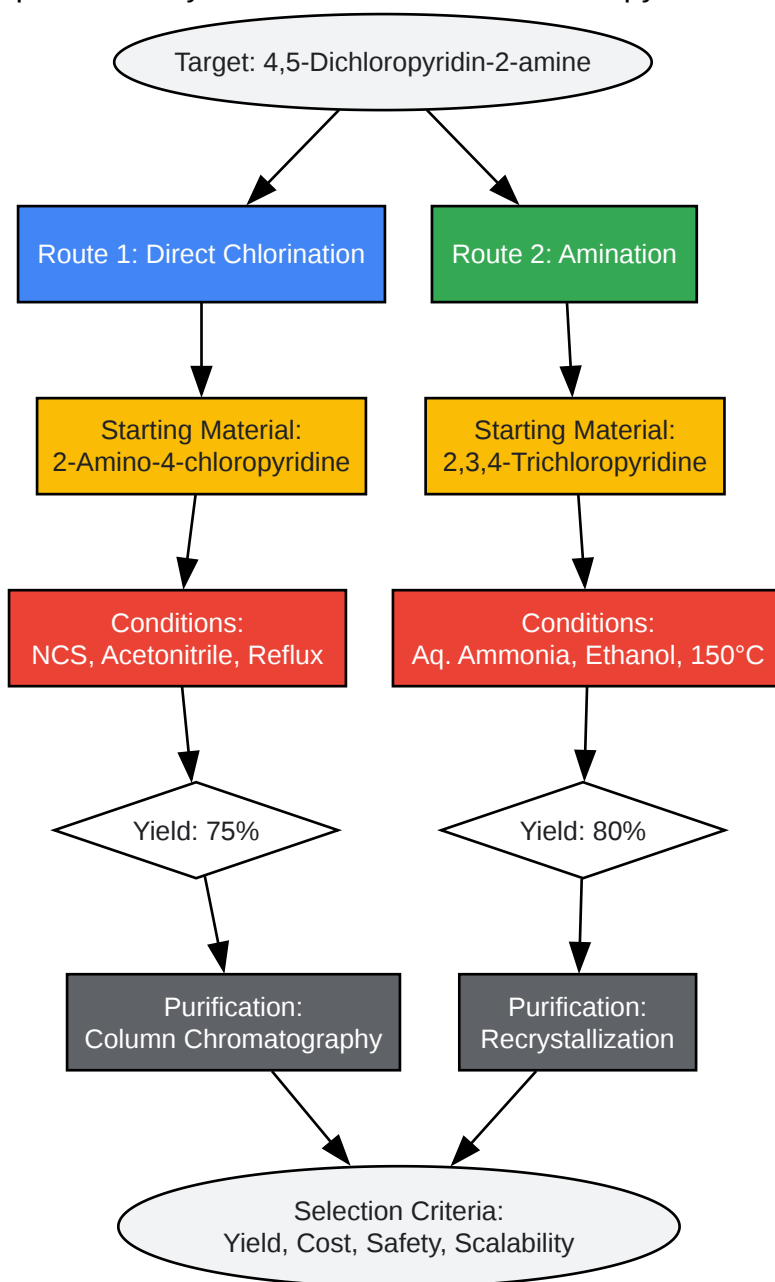 Target: 4,5-Dichloropyridin-2-amine
Route 1: Direct Chlorination
Route 2: Amination
Starting Material:
2-Amino-4-chloropyridine
Starting Material:
2,3,4-Trichloropyridine
Conditions:
NCS, Acetonitrile, Reflux
Conditions:
Aq. Ammonia, Ethanol, 150°C
Yield: 75%
Yield: 80%
Purification:
Column Chromatography
Purification:
Recrystallization
Selection Criteria:
Yield, Cost, Safety, Scalability